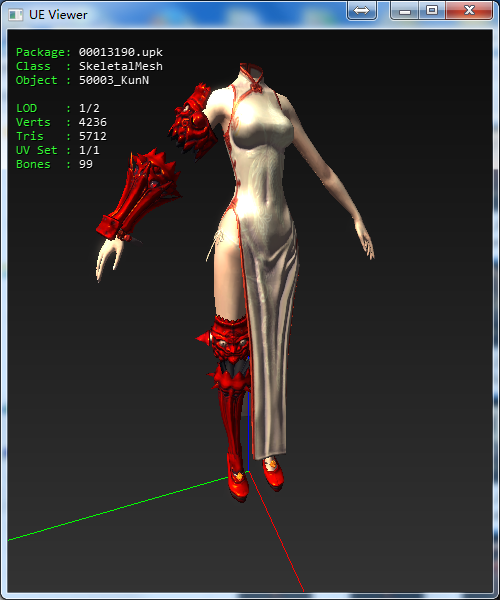 UE Viewer
Package: 00013190.upk
Class  : SkeletalMesh
Object : 50003_KunN
LOD    : 1/2
Verts  : 4236
Tris   : 5712
UV Set : 1/1
Bones  : 99